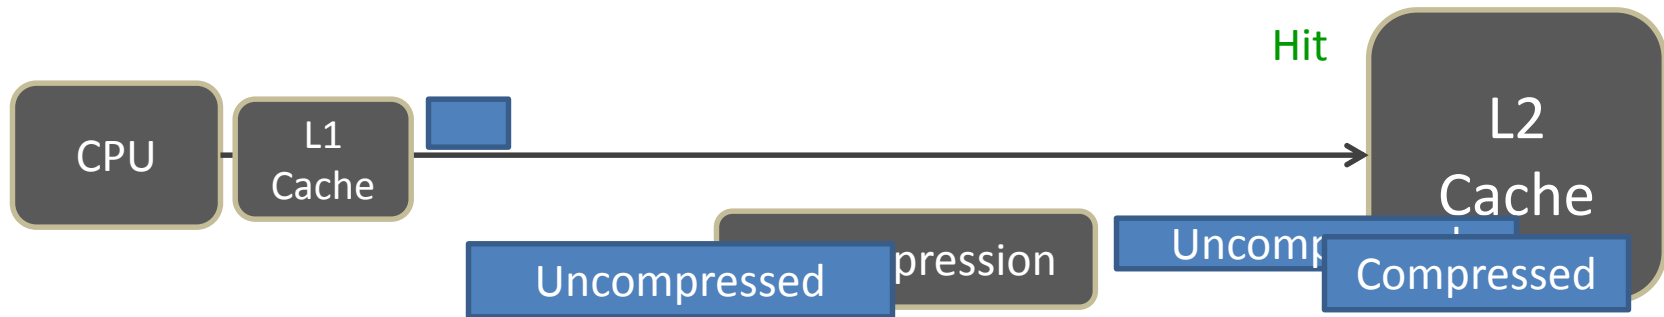 Hit
CPU
L1
Cache
L2
Cache
Uncompressed
pression
Uncomp
Compressed